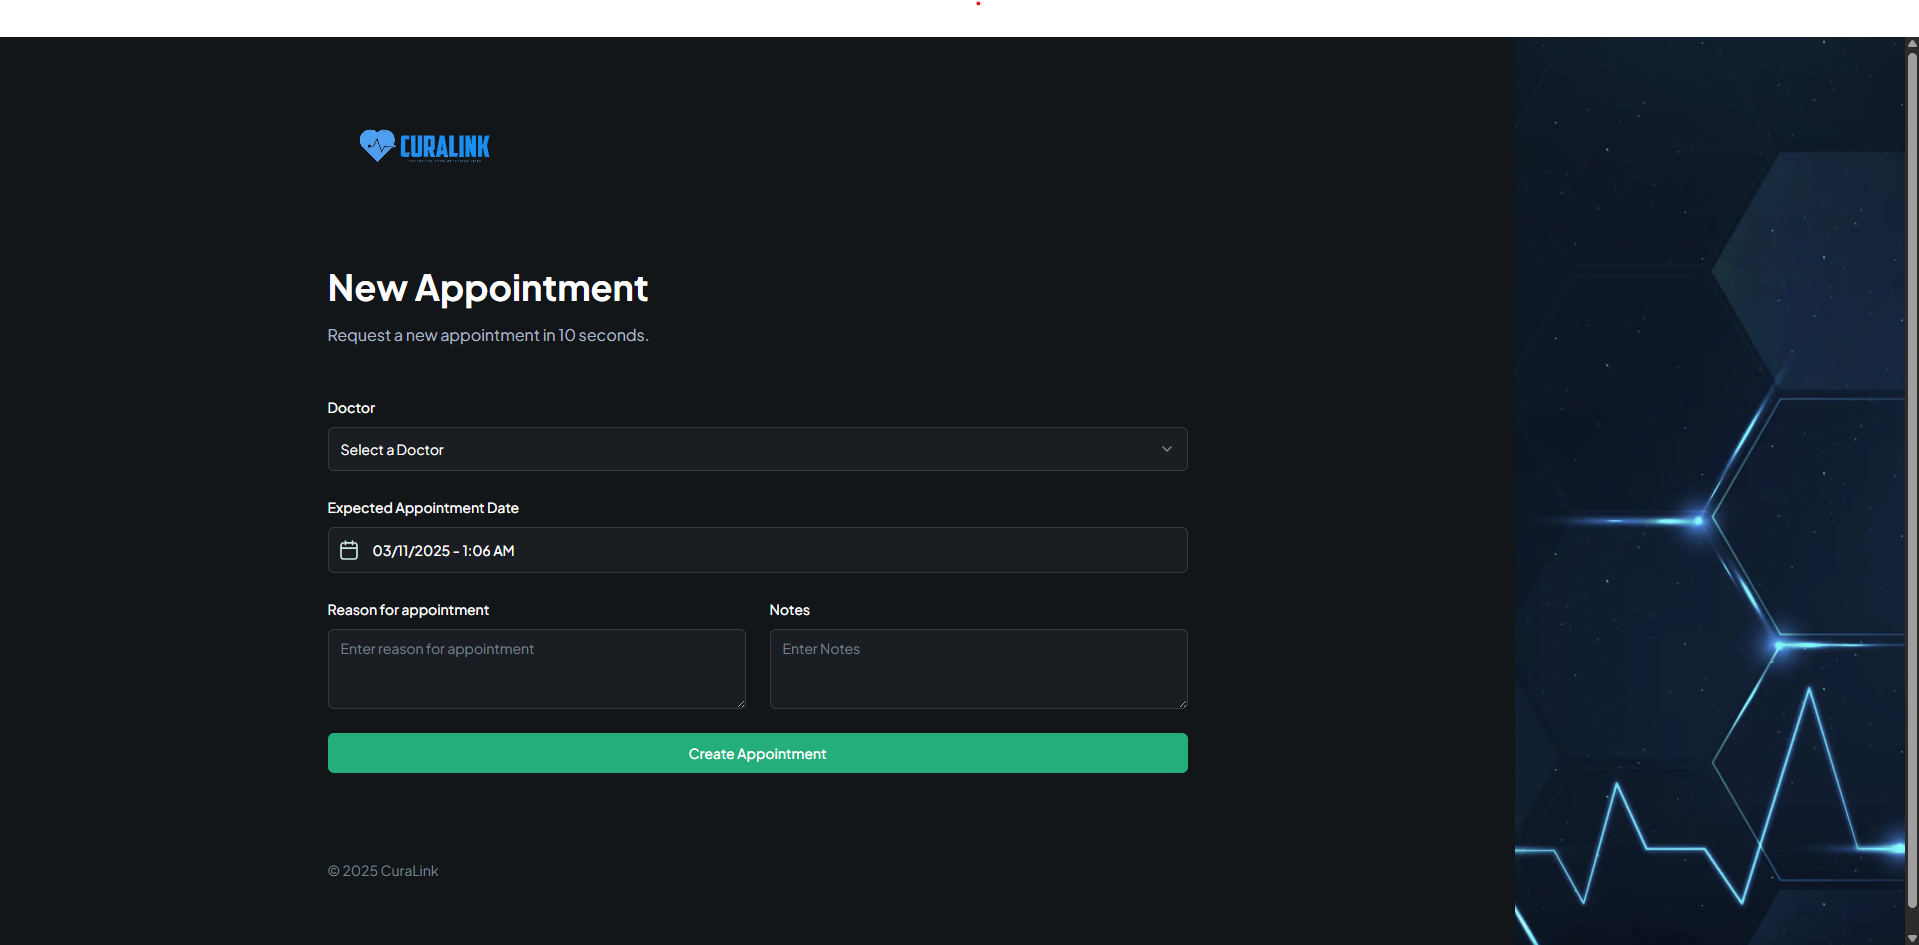 CURALINK
New Appointment
Request a new appointment in 10 seconds.
Doctor
Select a Doctor
Expected Appointment Date
03/11/2025 - 1:06 AM
Reason for appointment
Notes
Enter reason for appointment
Enter Notes
Create Appointment
© 2025 CuraLink